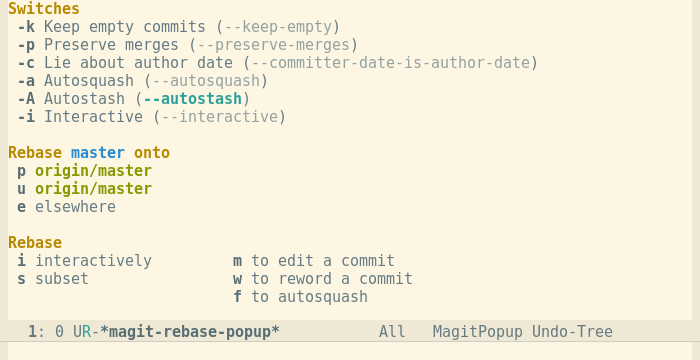 Switches
-k Keep empty commits (--keep-empty)
-p Preserve merges (--preserve-merges)
-c Lie about author date (--committer-date-is-author-date)
-a Autosquash (--autosquash)
-A Autostash (--autostash)
-i Interactive (--interactive)
Rebase master onto
p origin/master
u origin/master
e elsewhere
Rebase
i interactively m to edit a commit
s subset w to reword a commit
f to autosquash
1: 0 UR-*magit-rebase-popup* All MagitPopup Undo-Tree